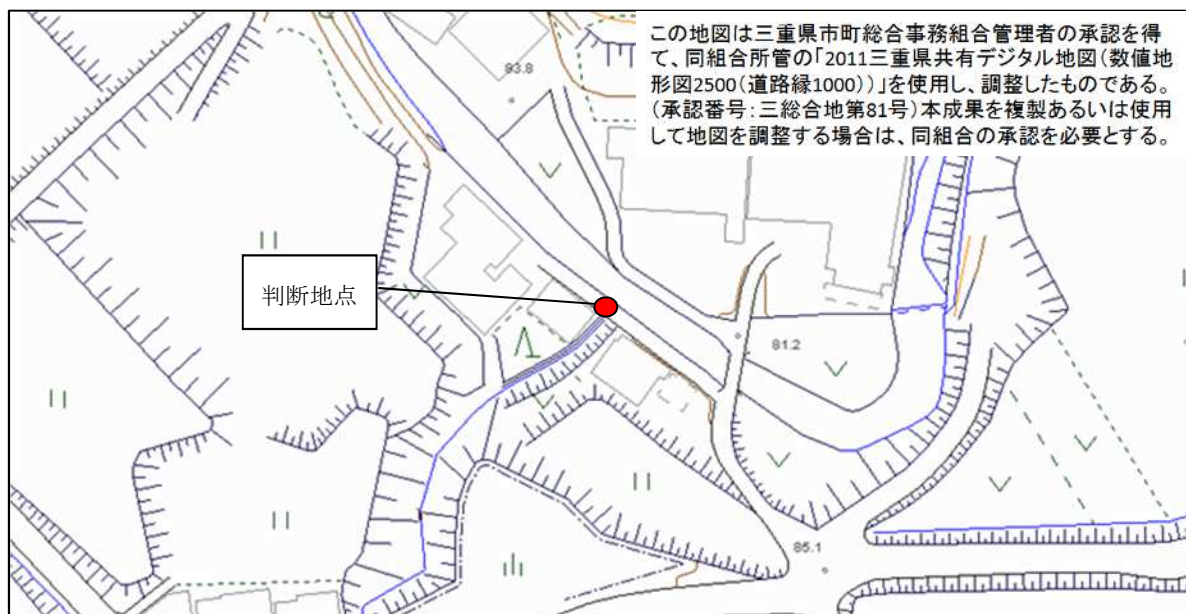 この地図は三重県市町総合事務組合管理者の承認を得
て、同組合所管の「2011三重県共有デジタル地図(数値地
形図2500(道路縁1000))」を使用し、調整したものである。
(承認番号:三総合地第81号)本成果を複製あるいは使用
して地図を調整する場合は、同組合の承認を必要とする。
83.8
判断地点
81.2
85.1